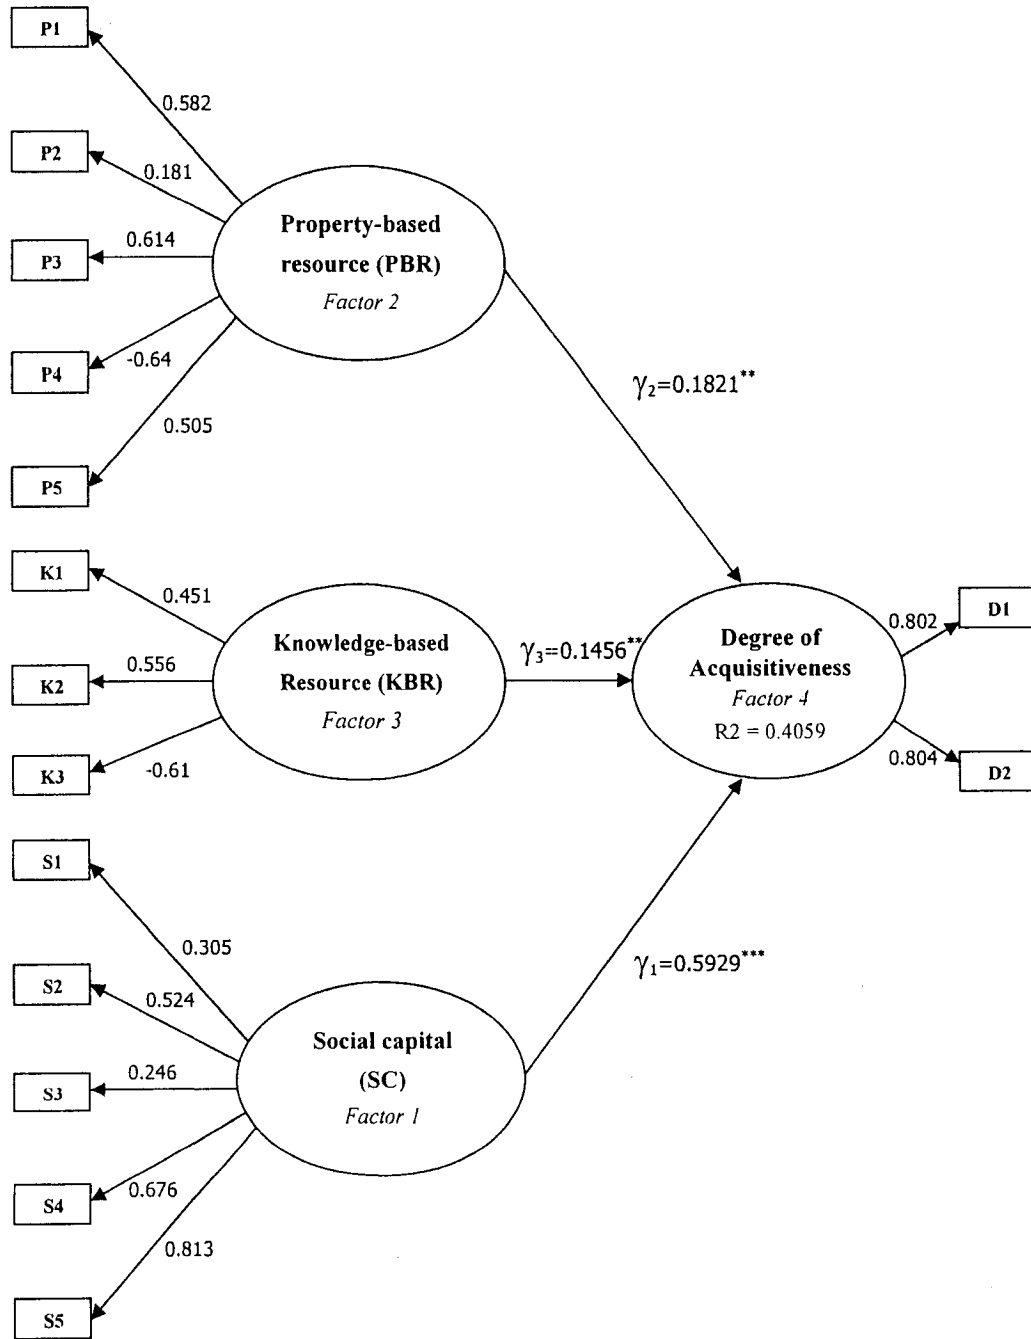 P1
0.582
P2
0.181
P3
0.614
P4
-0.64
P5
0.505
Property-based
resource (PBR)
Factor 2
γ2=0.1821**
K1
0.451
K2
0.556
K3
-0.61
Knowledge-based
Resource (KBR)
Factor 3
γ3=0.1456**
Degree of
Acquisitiveness
Factor 4
R2 = 0.4059
0.802
D1
0.804
D2
S1
0.305
S2
0.524
S3
0.246
S4
0.676
S5
0.813
Social capital
(SC)
Factor 1
γ1=0.5929***